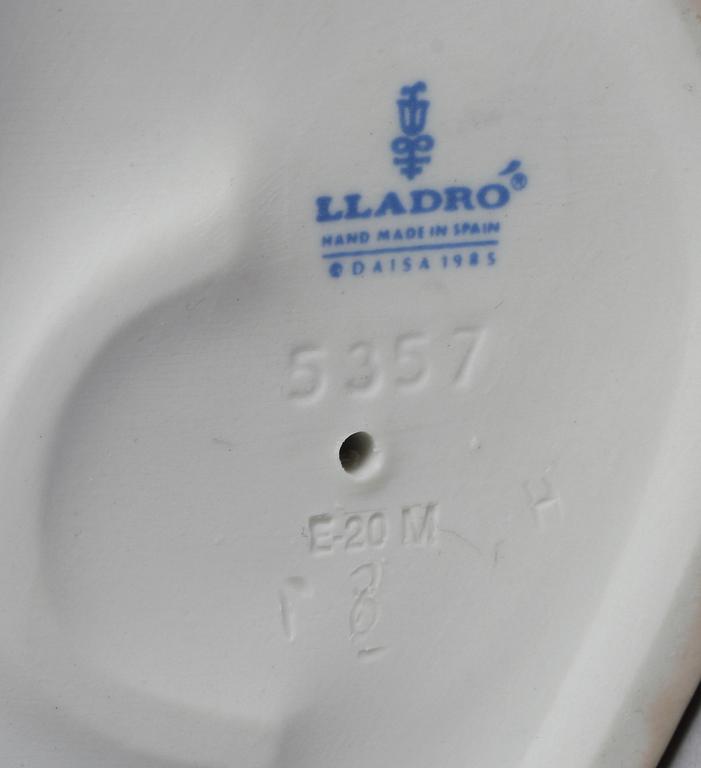 LLADRÓ®
HAND MADE IN SPAIN
© DAISA 1985
5357
E-20 M
H